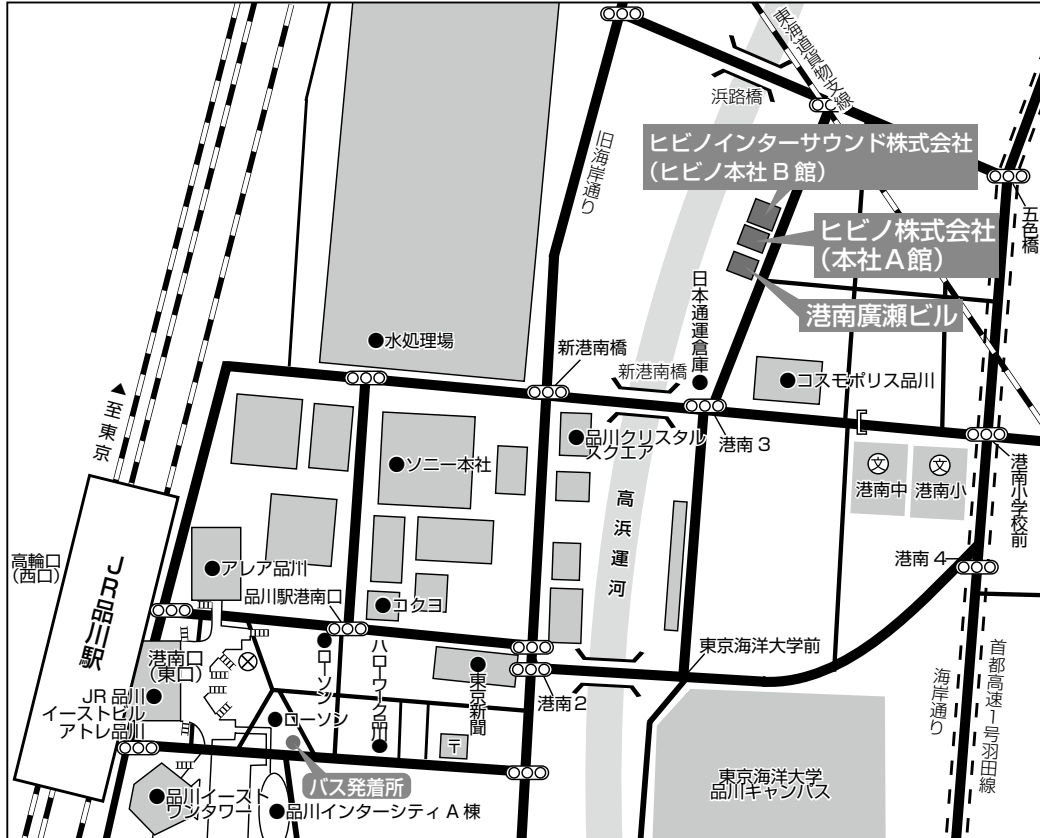 東海道貨物支線
浜路橋
ヒビノインターサウンド株式会社
(ヒビノ本社B館)
旧海岸通り
五色橋
ヒビノ株式会社
(本社A館)
港南廣瀬ビル
日本通運倉庫
水処理場
新港南橋
新港南橋
コスモポリス品川
▲至東京
品川クリスタル
スクエア
港南3
ソニー本社
文
文
港南中
港南小
港南小学校前
高浜運河
高輪口
(西口)
JR品川駅
アレア品川
港南4
品川駅港南口
コクヨ
港南口
(東口)
ローソン
ハローワーク品川
東京新聞
東京海洋大学前
首都高速1号羽田線
海岸通り
港南2
JR品川
イーストビル
アトレ品川
ローソン
〒
バス発着所
東京海洋大学
品川キャンパス
品川イースト
ワンタワー
品川インターシティA棟